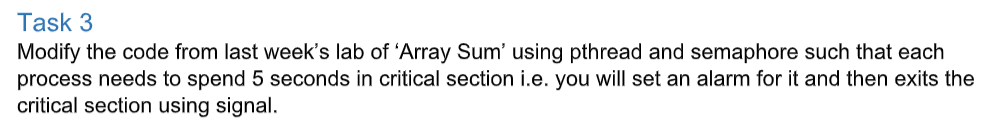 Task 3
Modify the code from last week’s lab of ‘Array Sum’ using pthread and semaphore such that each
process needs to spend 5 seconds in critical section i.e. you will set an alarm for it and then exits the
critical section using signal.